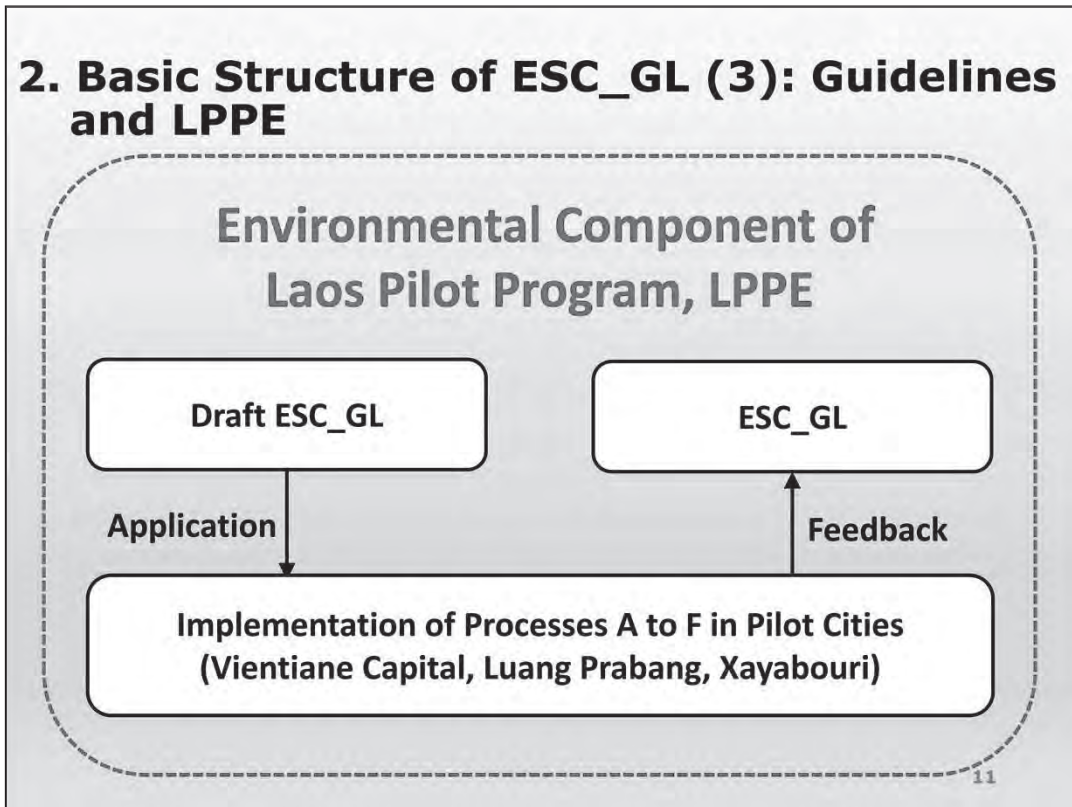 2. Basic Structure of ESC_GL (3): Guidelines
and LPPE
Environmental Component of
Laos Pilot Program, LPPE
Draft ESC_GL
ESC_GL
Application
Feedback
Implementation of Processes A to F in Pilot Cities
(Vientiane Capital, Luang Prabang, Xayabouri)
11